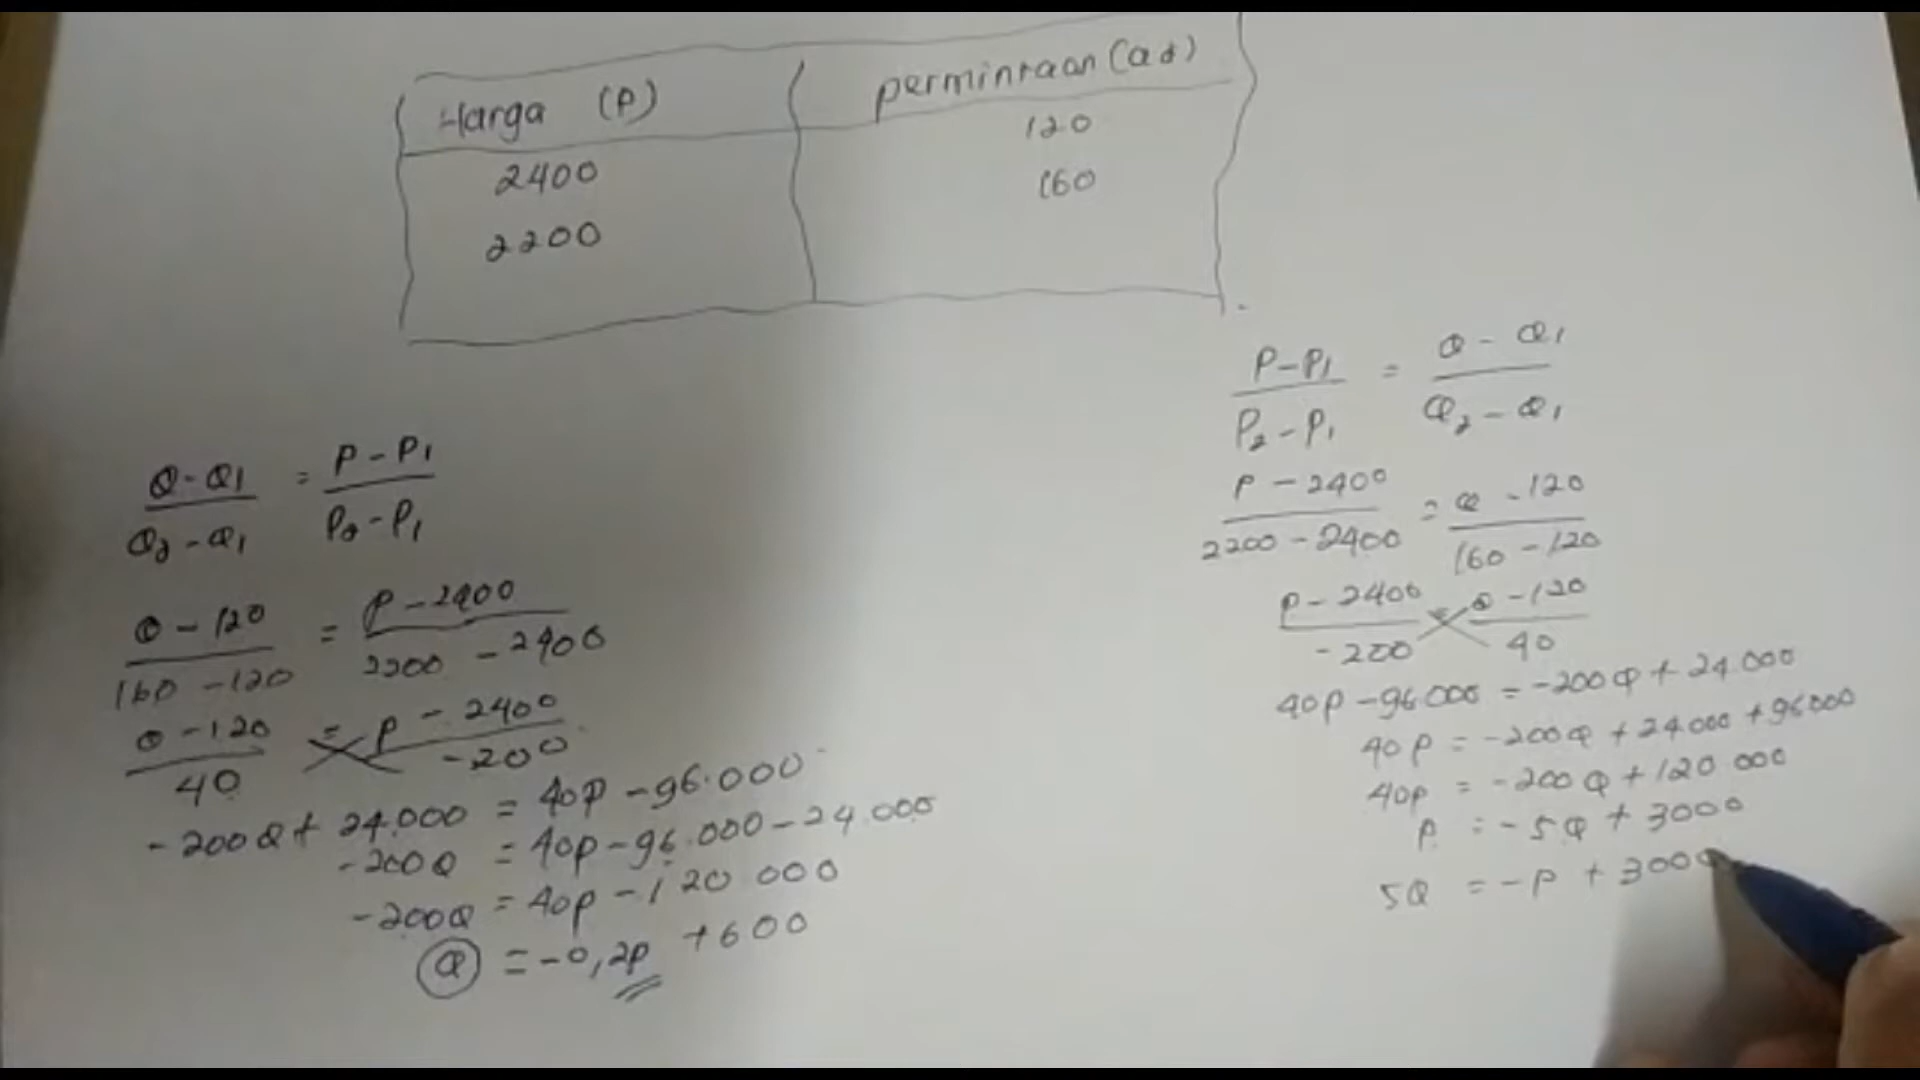 Harga (P) permintaan (Qd)
2400 120
2200 160
Q - Q1 / Q2 - Q1 = P - P1 / P2 - P1
Q - 120 / 160 - 120 = P - 2400 / 2200 - 2400
Q - 120 / 40 = P - 2400 / -200
-200Q + 24.000 = 40P - 96.000
-200Q = 40P - 96.000 - 24.000
-200Q = 40P - 120 000
Q = -0,2P + 600
P - P1 / P2 - P1 = Q - Q1 / Q2 - Q1
P - 2400 / 2200 - 2400 = Q - 120 / 160 - 120
P - 2400 / -200 = Q - 120 / 40
40P - 96 000 = -200Q + 24.000
40P = -200Q + 24.000 + 96000
40P = -200Q + 120 000
P = -5Q + 3000
5Q = -P + 3000